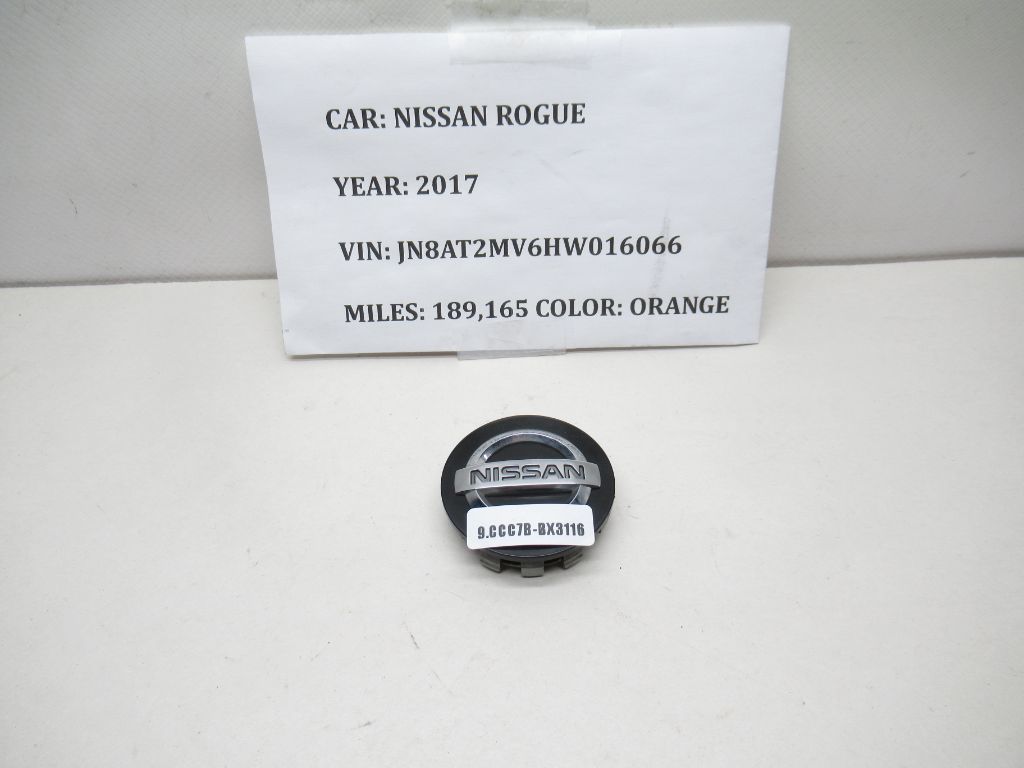 CAR: NISSAN ROGUE
YEAR: 2017
VIN: JN8AT2MV6HW016066
MILES: 189,165 COLOR: ORANGE
NISSAN
9.CCC7B-BX3116